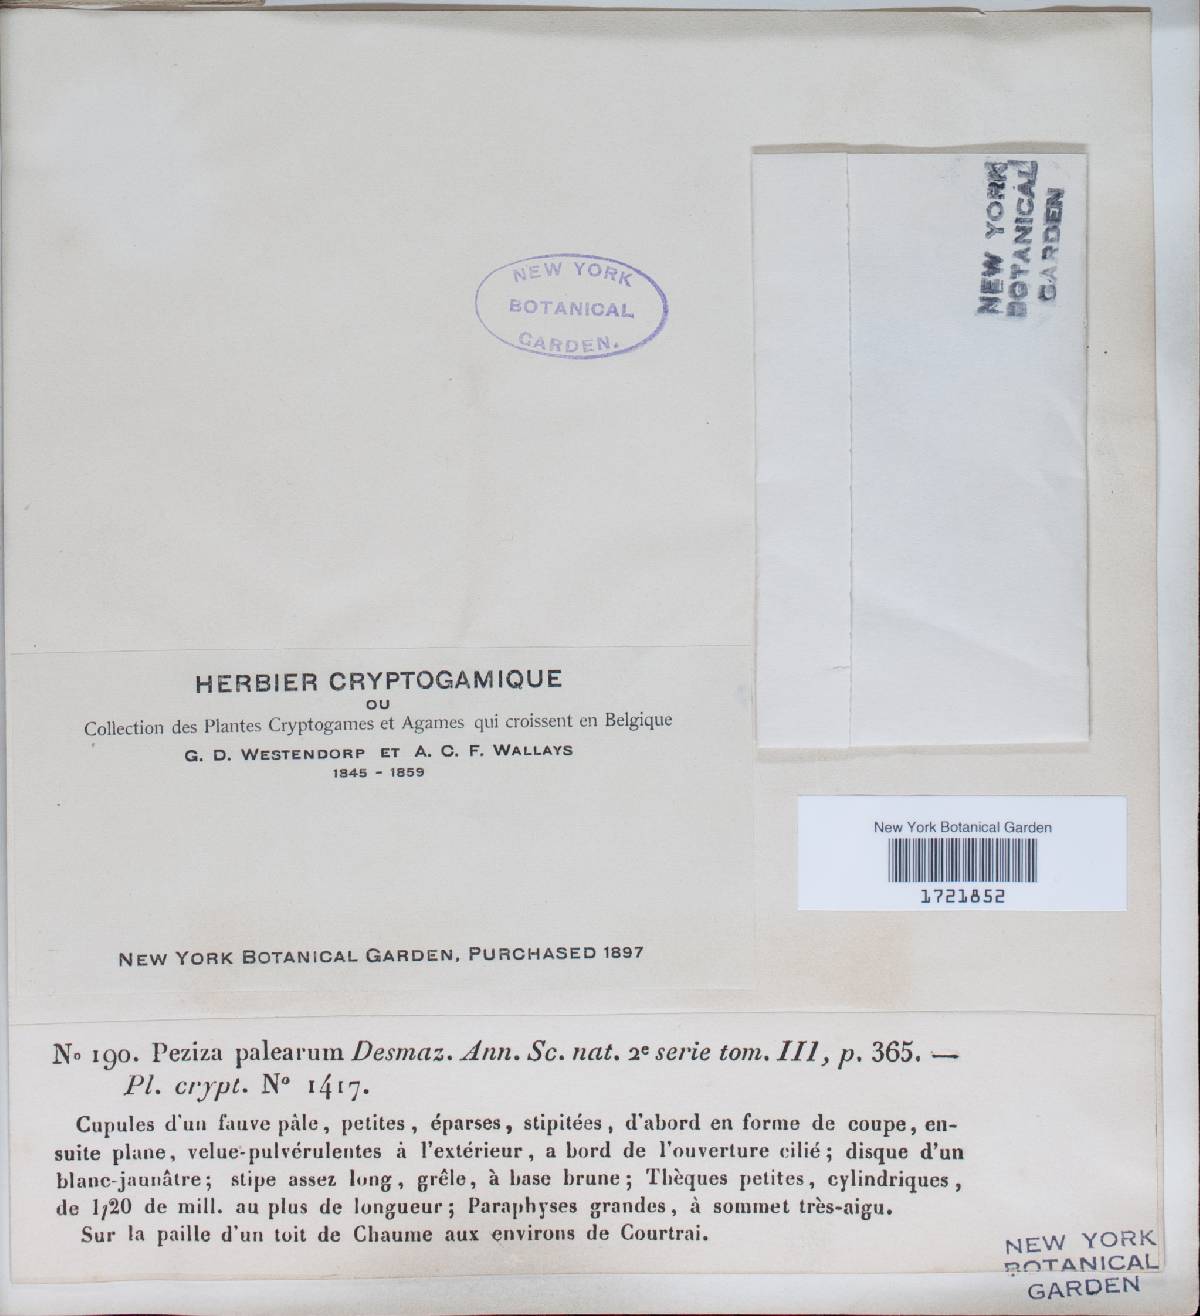 NEW YORK
BOTANICAL
GARDEN
NEW YORK
BOTANICAL
GARDEN.
HERBIER CRYPTOGAMIQUE
OU
Collection des Plantes Cryptogames et Agames qui croissent en Belgique
G. D. WESTENDORP ET A. C. F. WALLAYS
1845 - 1859
New York Botanical Garden
1721852
NEW YORK BOTANICAL GARDEN, PURCHASED 1897
No 190. Peziza palearum Desmaz. Ann. Sc. nat. 2e serie tom. III, p. 365. —
Pl. crypt. No 1417.
Cupules d'un fauve pâle, petites, éparses, stipitées, d'abord en forme de coupe, en-
suite plane, velue-pulvérulentes à l'extérieur, a bord de l'ouverture cilié; disque d'un
blanc-jaunâtre; stipe assez long, grêle, à base brune; Thèques petites, cylindriques,
de 1/20 de mill. au plus de longueur; Paraphyses grandes, à sommet très-aigu.
Sur la paille d'un toit de Chaume aux environs de Courtrai.
NEW YORK
BOTANICAL
GARDEN